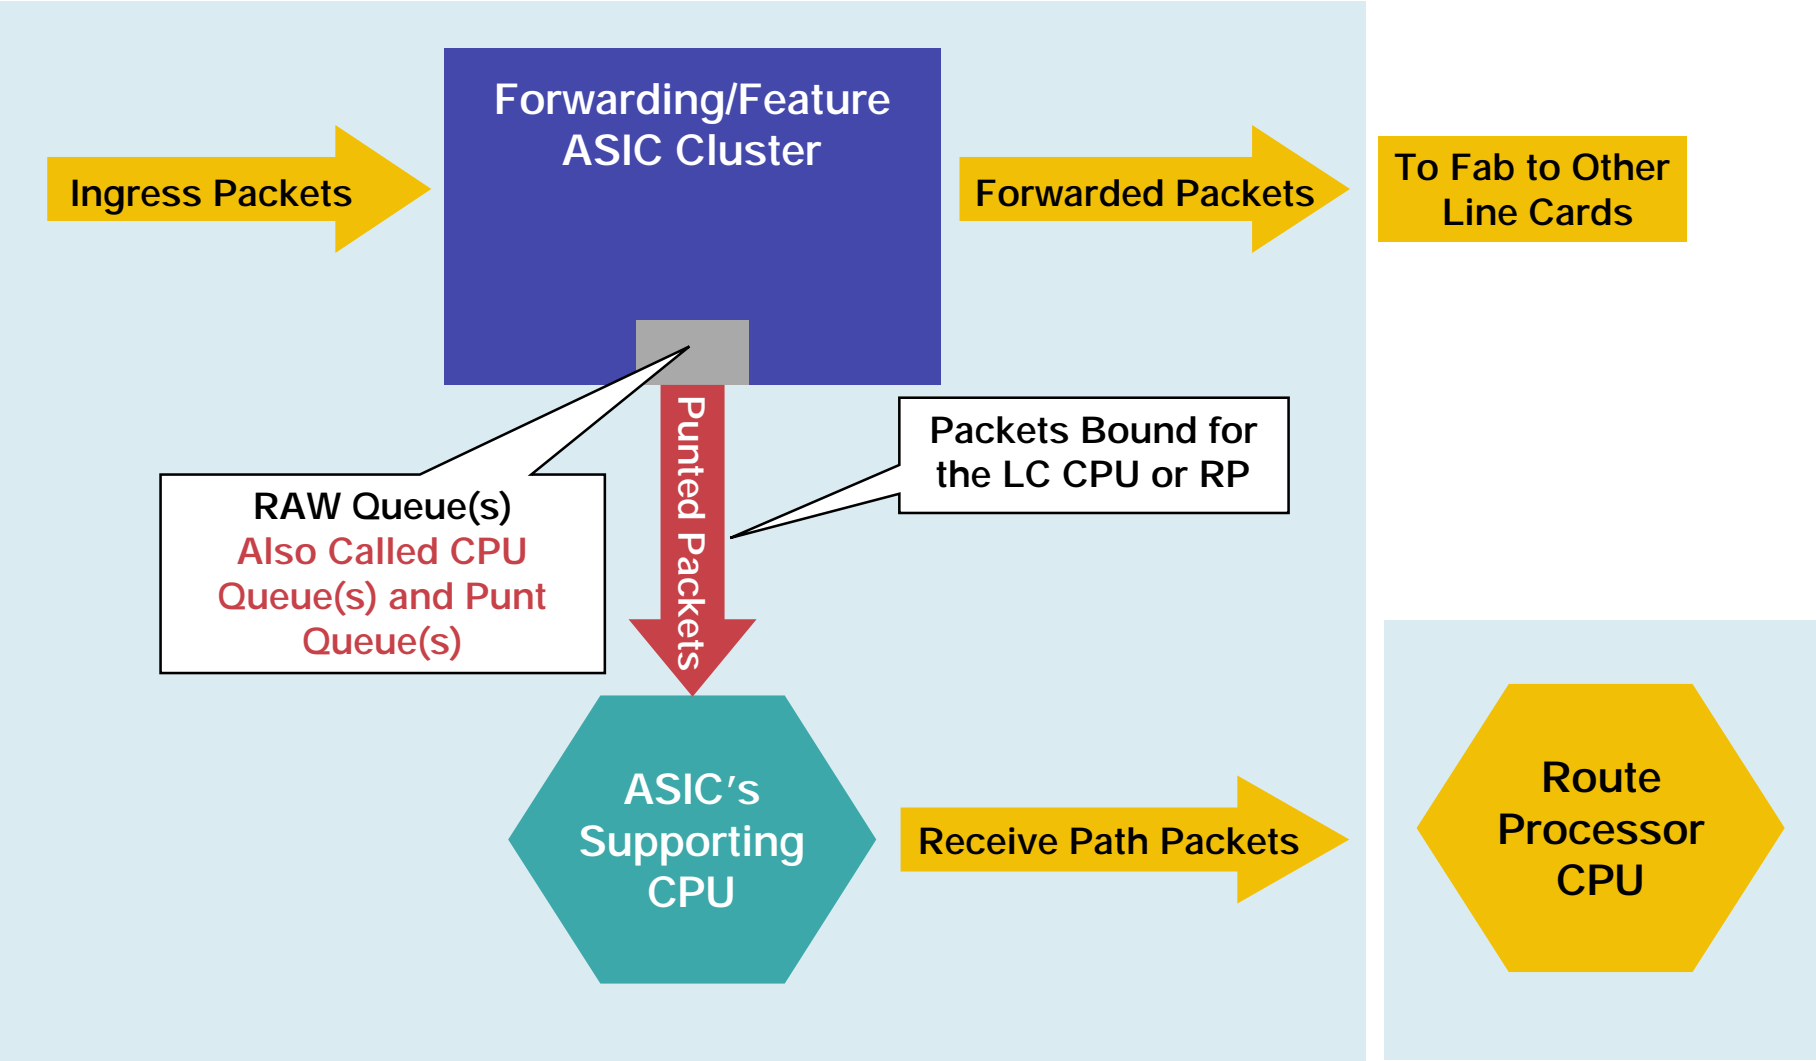 Forwarding/Feature
ASIC Cluster
Ingress Packets
Forwarded Packets
To Fab to Other
Line Cards
Punted Packets
Packets Bound for
the LC CPU or RP
RAW Queue(s)
Also Called CPU
Queue(s) and Punt
Queue(s)
ASIC's
Supporting
CPU
Receive Path Packets
Route
Processor
CPU